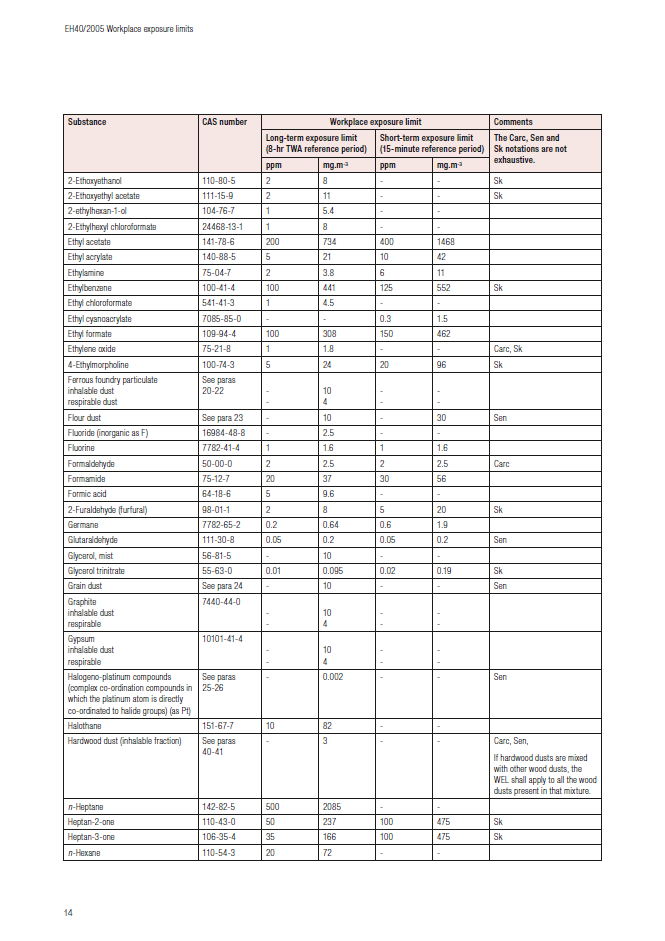 EH40/2005 Workplace exposure limits
Substance CAS number Workplace exposure limit Comments
Long-term exposure limit (8-hr TWA reference period) Short-term exposure limit (15-minute reference period) The Carc, Sen and Sk notations are not exhaustive.
ppm mg.m-3 ppm mg.m-3
2-Ethoxyethanol 110-80-5 2 8 - - Sk
2-Ethoxyethyl acetate 111-15-9 2 11 - - Sk
2-ethylhexan-1-ol 104-76-7 1 5.4 - -
2-Ethylhexyl chloroformate 24468-13-1 1 8 - -
Ethyl acetate 141-78-6 200 734 400 1468
Ethyl acrylate 140-88-5 5 21 10 42
Ethylamine 75-04-7 2 3.8 6 11
Ethylbenzene 100-41-4 100 441 125 552 Sk
Ethyl chloroformate 541-41-3 1 4.5 - -
Ethyl cyanoacrylate 7085-85-0 - - 0.3 1.5
Ethyl formate 109-94-4 100 308 150 462
Ethylene oxide 75-21-8 1 1.8 - - Carc, Sk
4-Ethylmorpholine 100-74-3 5 24 20 96 Sk
Ferrous foundry particulate See paras
inhalable dust 20-22 - 10 - -
respirable dust - 4 - -
Flour dust See para 23 - 10 - 30 Sen
Fluoride (inorganic as F) 16984-48-8 - 2.5 - -
Fluorine 7782-41-4 1 1.6 1 1.6
Formaldehyde 50-00-0 2 2.5 2 2.5 Carc
Formamide 75-12-7 20 37 30 56
Formic acid 64-18-6 5 9.6 - -
2-Furaldehyde (furfural) 98-01-1 2 8 5 20 Sk
Germane 7782-65-2 0.2 0.64 0.6 1.9
Glutaraldehyde 111-30-8 0.05 0.2 0.05 0.2 Sen
Glycerol, mist 56-81-5 - 10 - -
Glycerol trinitrate 55-63-0 0.01 0.095 0.02 0.19 Sk
Grain dust See para 24 - 10 - - Sen
Graphite 7440-44-0
inhalable dust - 10 - -
respirable - 4 - -
Gypsum 10101-41-4
inhalable dust - 10 - -
respirable - 4 - -
Halogeno-platinum compounds See paras - 0.002 - - Sen
(complex co-ordination compounds in 25-26
which the platinum atom is directly
co-ordinated to halide groups) (as Pt)
Halothane 151-67-7 10 82 - -
Hardwood dust (inhalable fraction) See paras - 3 - - Carc, Sen,
40-41
If hardwood dusts are mixed
with other wood dusts, the
WEL shall apply to all the wood
dusts present in that mixture.
n-Heptane 142-82-5 500 2085 - -
Heptan-2-one 110-43-0 50 237 100 475 Sk
Heptan-3-one 106-35-4 35 166 100 475 Sk
n-Hexane 110-54-3 20 72 - -
14